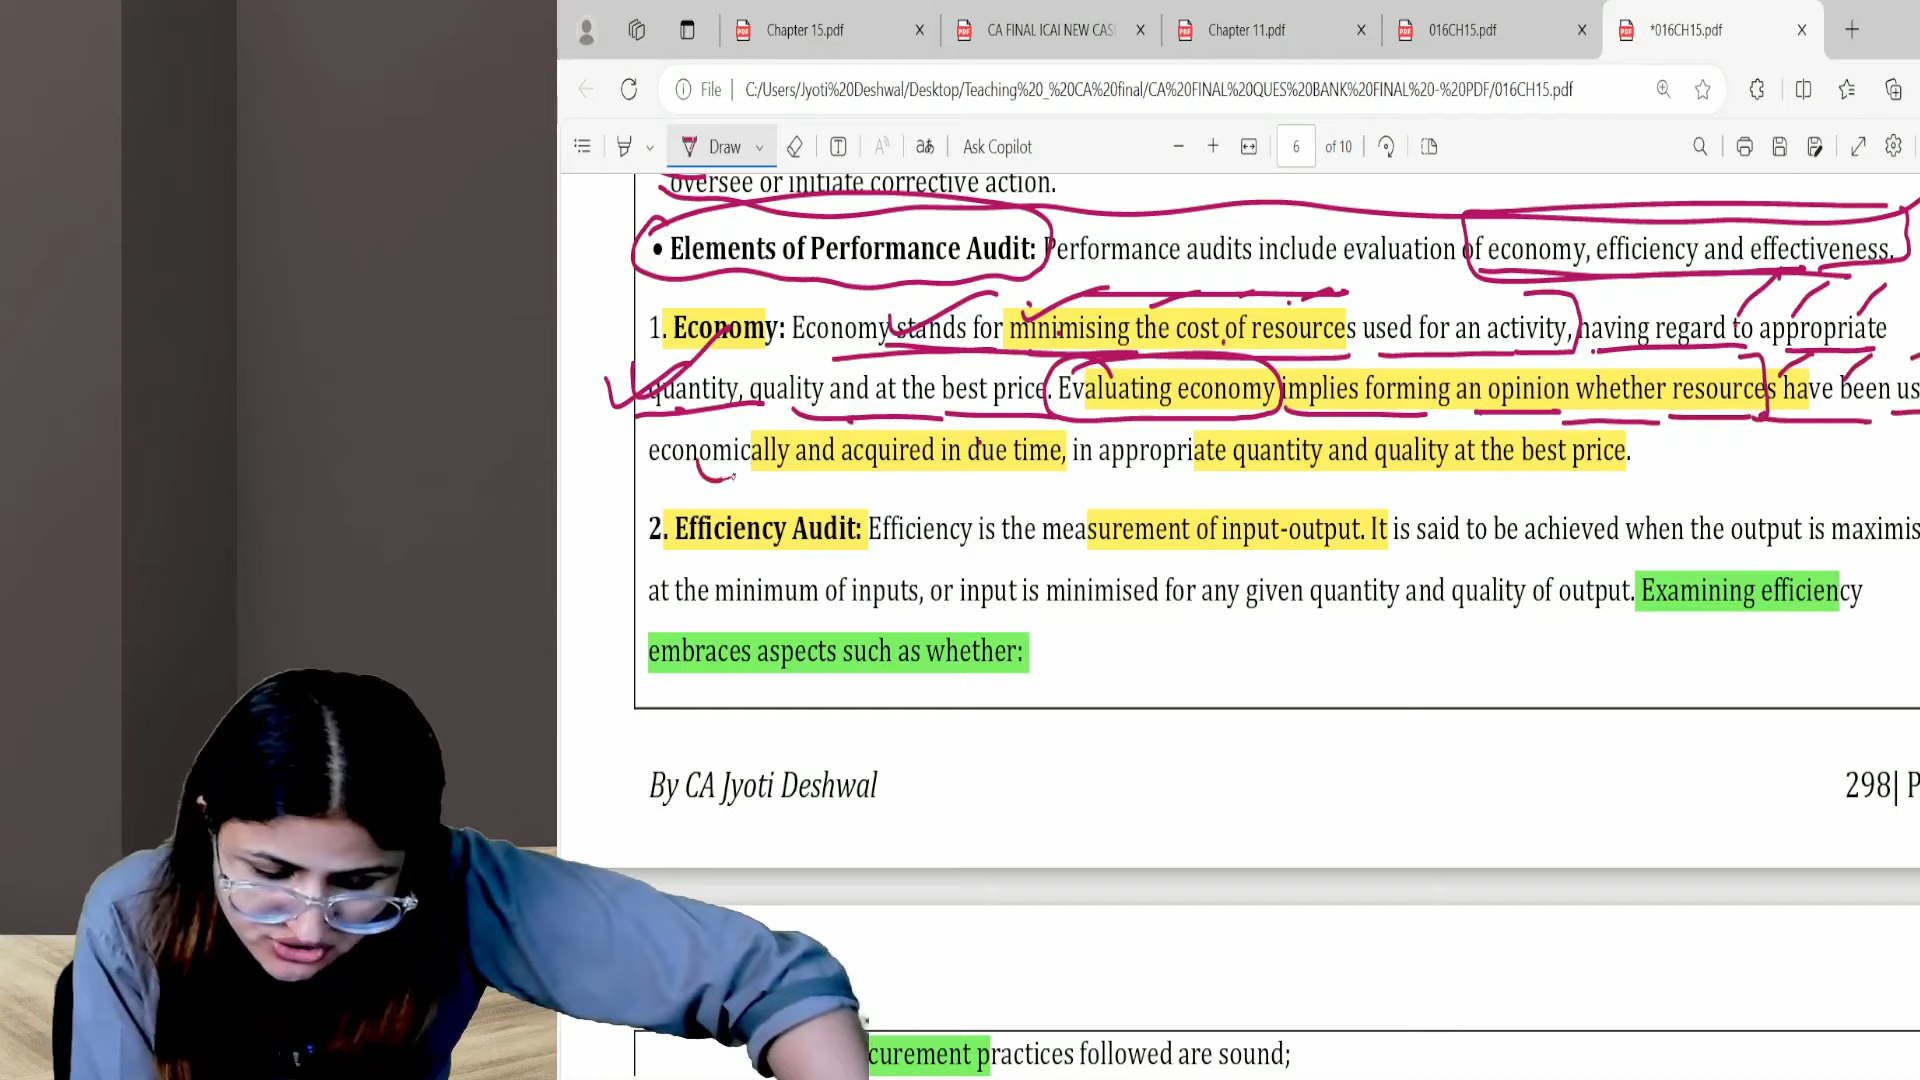 Chapter 15.pdf
CA FINAL ICAI NEW CAS
Chapter 11.pdf
016CH15.pdf
*016CH15.pdf
File
C:/Users/Jyoti%20Deshwal/Desktop/Teaching%20_%20CA%20final/CA%20FINAL%20QUES%20BANK%20FINAL%20-%20PDF/016CH15.pdf
Draw
Ask Copilot
6 of 10
oversee or initiate corrective action.
• Elements of Performance Audit: Performance audits include evaluation of economy, efficiency and effectiveness.
1. Economy: Economy stands for minimising the cost of resources used for an activity, having regard to appropriate
quantity, quality and at the best price. Evaluating economy implies forming an opinion whether resources have been us
economically and acquired in due time, in appropriate quantity and quality at the best price.
2. Efficiency Audit: Efficiency is the measurement of input-output. It is said to be achieved when the output is maximis
at the minimum of inputs, or input is minimised for any given quantity and quality of output. Examining efficiency
embraces aspects such as whether:
By CA Jyoti Deshwal
298| P
curement practices followed are sound;